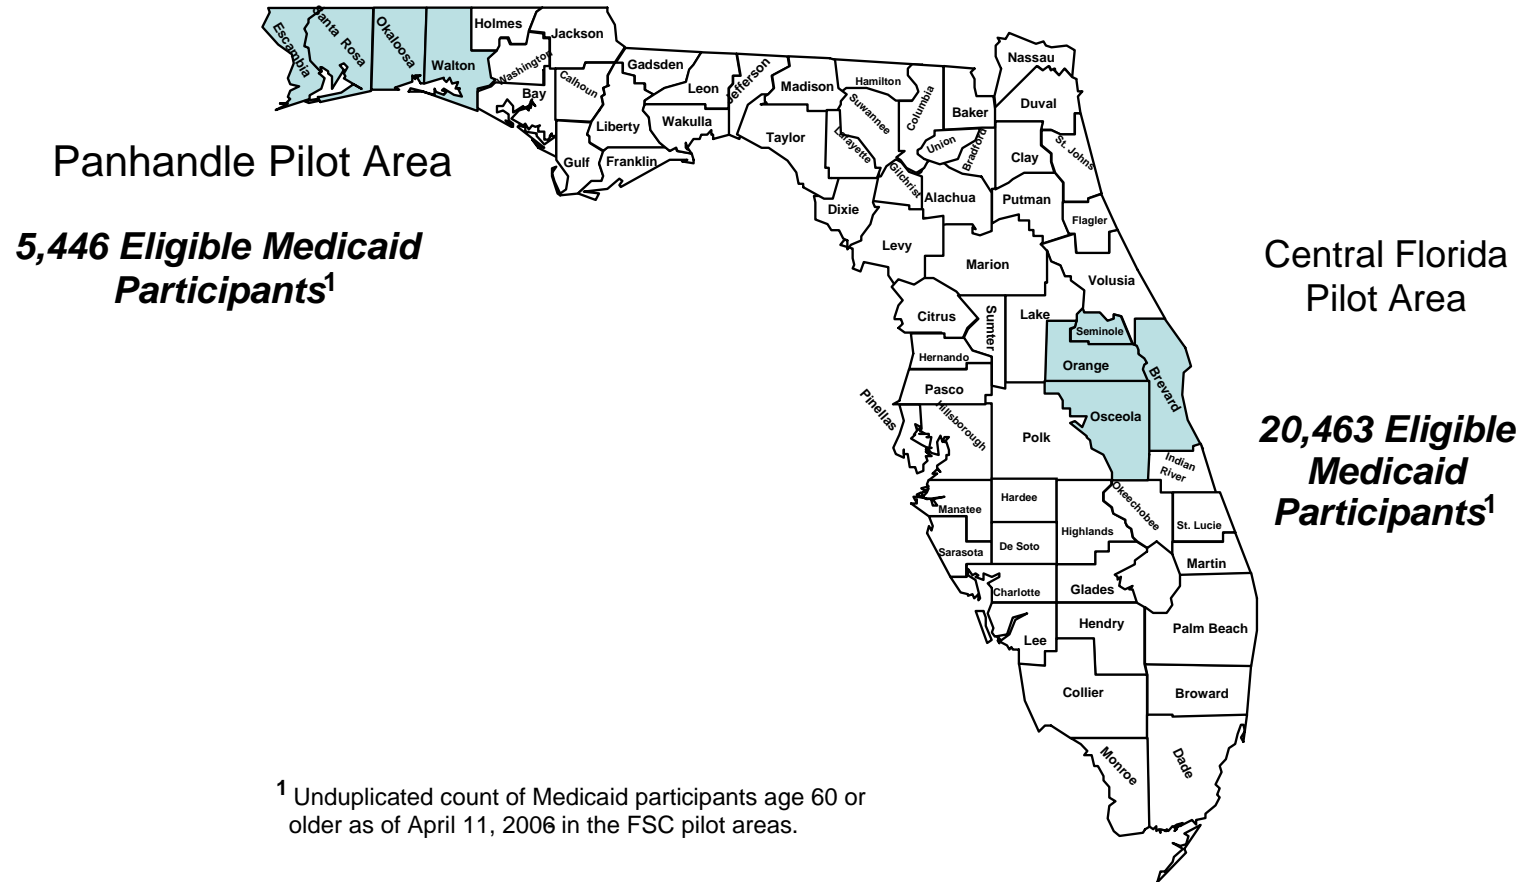 Escambia
Santa Rosa
Okaloosa
Walton
Holmes
Jackson
Washington
Bay
Calhoun
Gadsden
Leon
Jefferson
Madison
Hamilton
Columbia
Baker
Nassau
Duval
Liberty
Wakulla
Taylor
Suwannee
Lafayette
Union
Bradford
Clay
St. Johns
Gulf
Franklin
Panhandle Pilot Area
Dixie
Gilchrist
Alachua
Putman
Flagler
5,446 Eligible Medicaid
Participants¹
Levy
Marion
Volusia
Central Florida
Pilot Area
Citrus
Sumter
Lake
Seminole
Hernando
Orange
Brevard
Pasco
Pinellas
Hillsborough
Polk
Osceola
20,463 Eligible
Medicaid
Participants¹
Indian
River
Manatee
Hardee
Okeechobee
Highlands
St. Lucie
Sarasota
De Soto
Martin
Charlotte
Glades
Lee
Hendry
Palm Beach
Collier
Broward
Monroe
Dade
¹ Unduplicated count of Medicaid participants age 60 or
older as of April 11, 2006 in the FSC pilot areas.